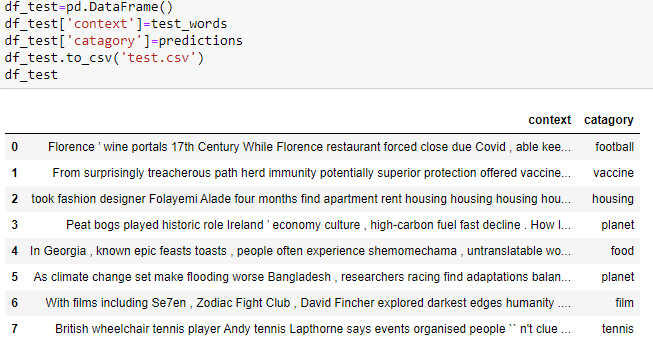 df_test=pd.DataFrame()
df_test['context']=test_words
df_test['catagory']=predictions
df_test.to_csv('test.csv')
df_test
context catagory
0 Florence ' wine portals 17th Century While Florence restaurant forced close due Covid , able kee... football
1 From surprisingly treacherous path herd immunity potentially superior protection offered vaccine... vaccine
2 took fashion designer Folayemi Alade four months find apartment rent housing housing housing hou... housing
3 Peat bogs played historic role Ireland ' economy culture , high-carbon fuel fast decline . How I... planet
4 In Georgia , known epic feasts toasts , people often experience shemomechama , untranslatable wo... food
5 As climate change set make flooding worse Bangladesh , researchers racing find adaptations balan... planet
6 With films including Se7en , Zodiac Fight Club , David Fincher explored darkest edges humanity .... film
7 British wheelchair tennis player Andy tennis Lapthorne says events organised people `` n't clue ... tennis